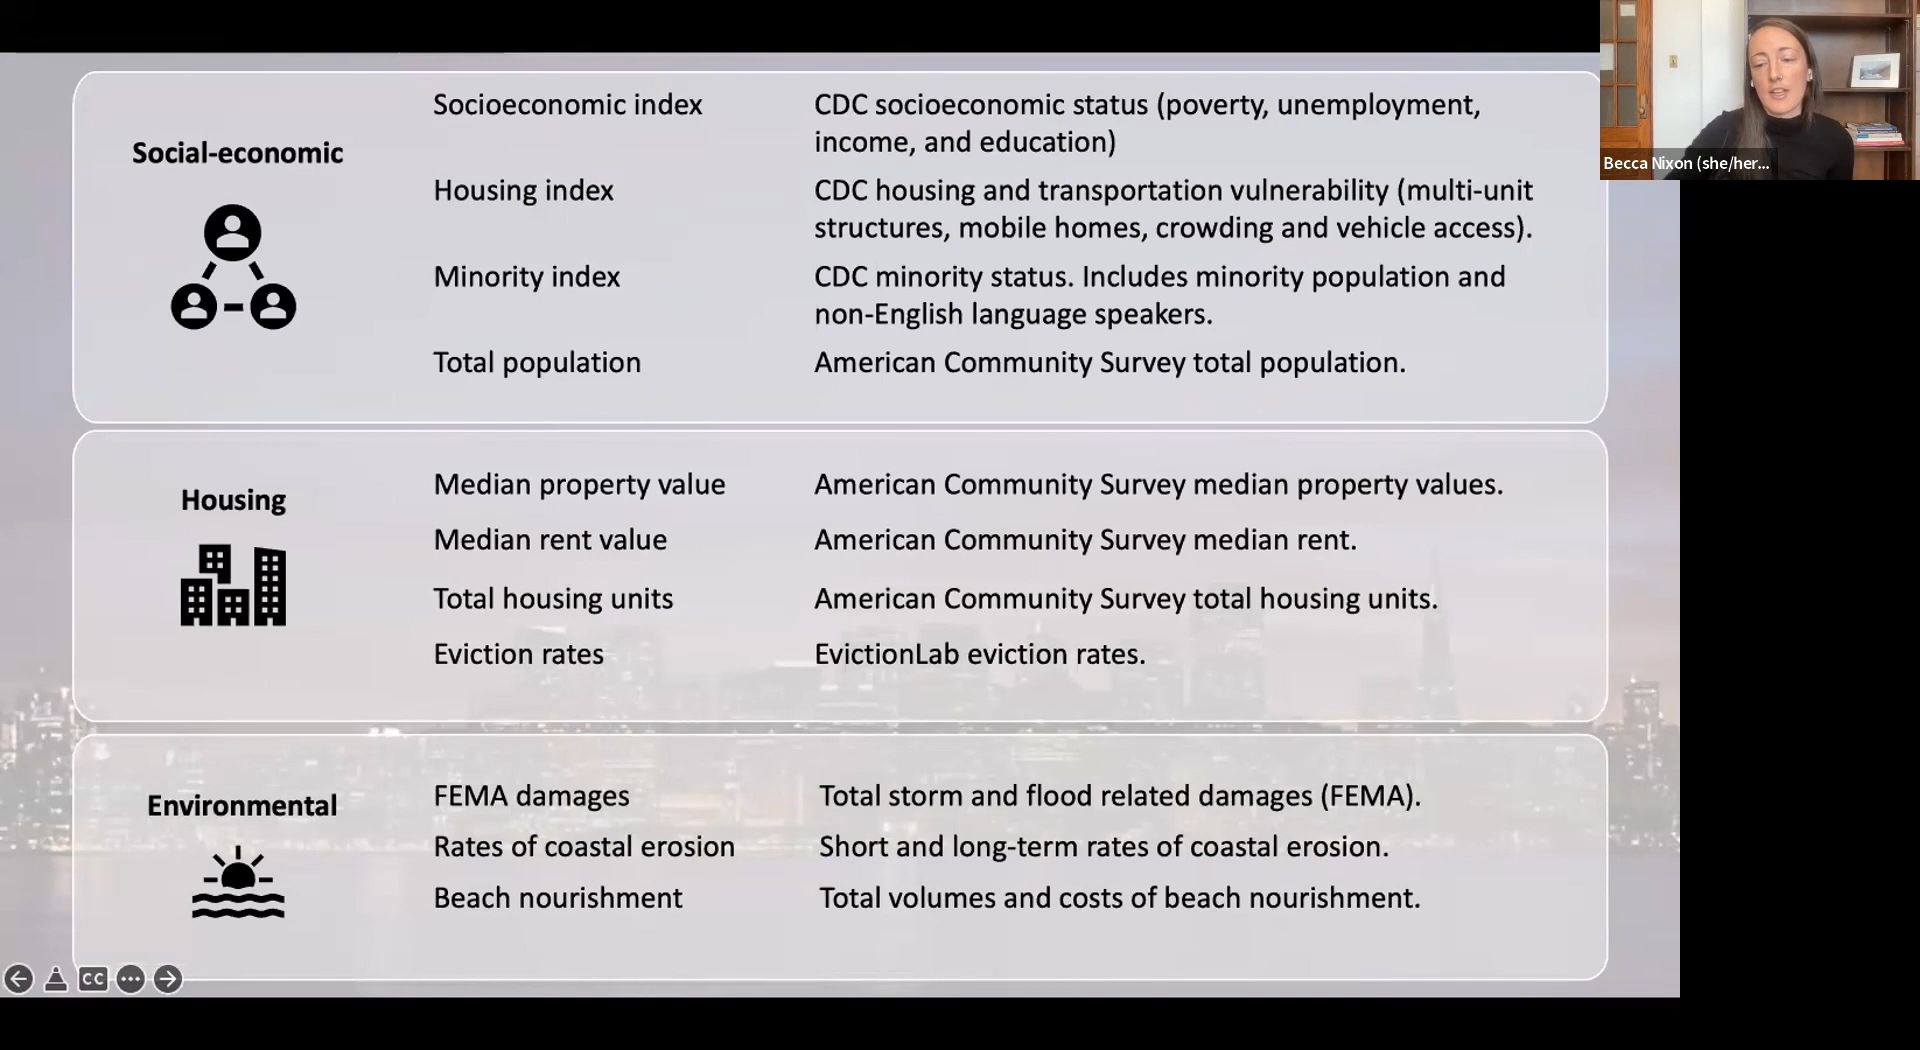 Social-economic
Socioeconomic index
CDC socioeconomic status (poverty, unemployment,
income, and education)
Housing index
CDC housing and transportation vulnerability (multi-unit
structures, mobile homes, crowding and vehicle access).
Minority index
CDC minority status. Includes minority population and
non-English language speakers.
Total population
American Community Survey total population.
Housing
Median property value
American Community Survey median property values.
Median rent value
American Community Survey median rent.
Total housing units
American Community Survey total housing units.
Eviction rates
EvictionLab eviction rates.
Environmental
FEMA damages
Total storm and flood related damages (FEMA).
Rates of coastal erosion
Short and long-term rates of coastal erosion.
Beach nourishment
Total volumes and costs of beach nourishment.
CC
Becca Nixon (she/her...